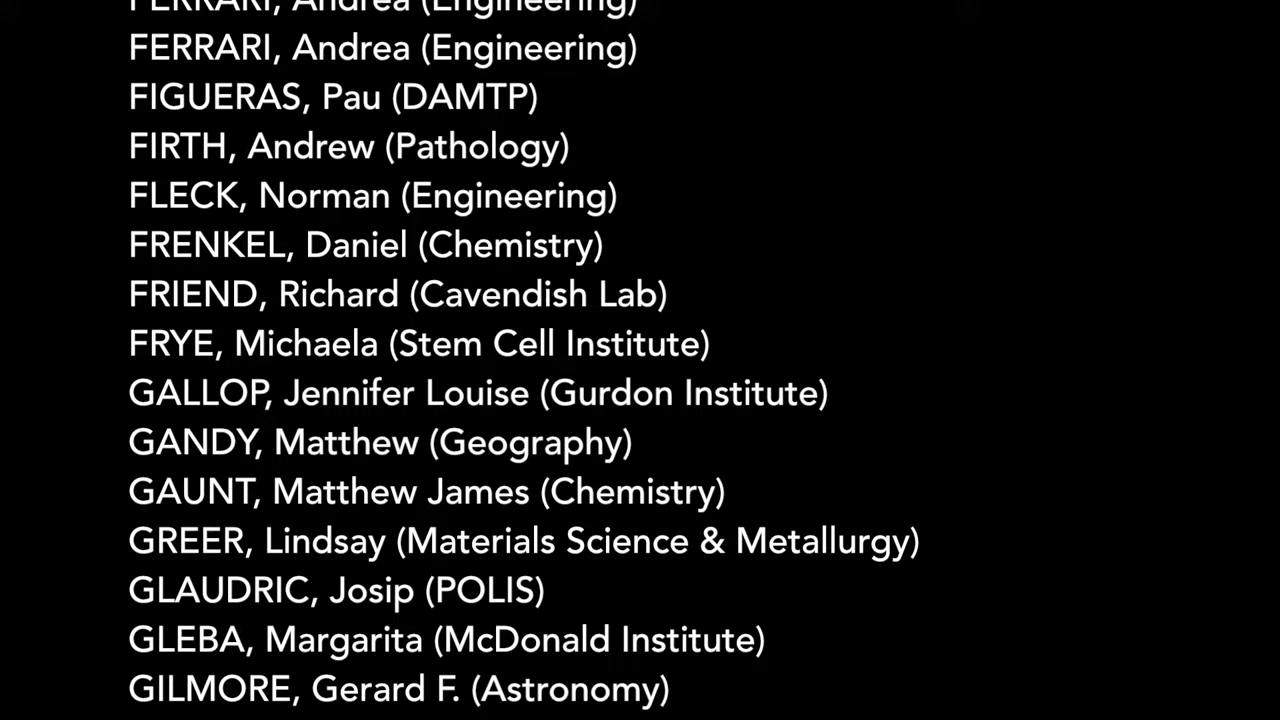 FERRARI, Andrea (Engineering)
FERRARI, Andrea (Engineering)
FIGUERAS, Pau (DAMTP)
FIRTH, Andrew (Pathology)
FLECK, Norman (Engineering)
FRENKEL, Daniel (Chemistry)
FRIEND, Richard (Cavendish Lab)
FRYE, Michaela (Stem Cell Institute)
GALLOP, Jennifer Louise (Gurdon Institute)
GANDY, Matthew (Geography)
GAUNT, Matthew James (Chemistry)
GREER, Lindsay (Materials Science & Metallurgy)
GLAUDRIC, Josip (POLIS)
GLEBA, Margarita (McDonald Institute)
GILMORE, Gerard F. (Astronomy)